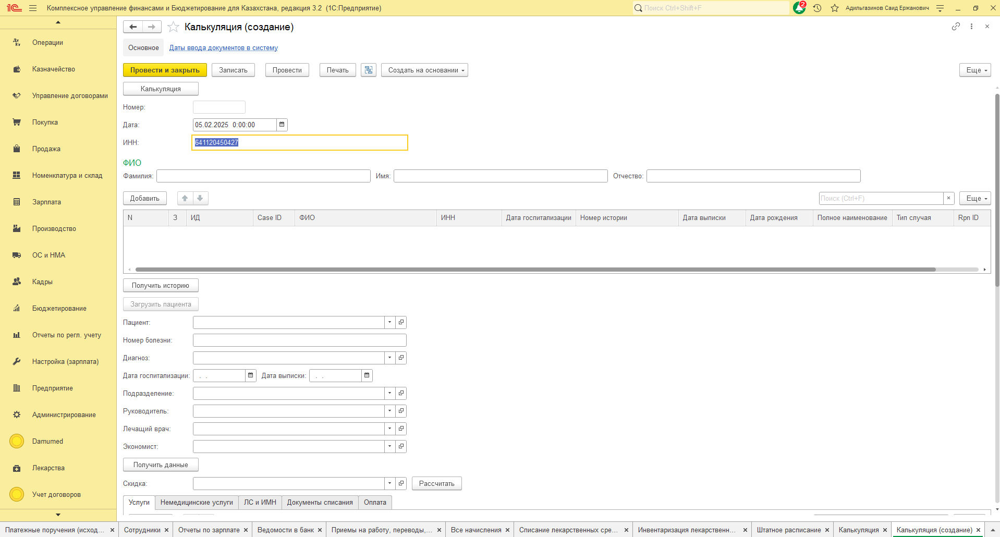 1С Комплексное управление финансами и Бюджетирование для Казахстана, редакция 3.2 (1С:Предприятие)
Поиск Ctrl+Shift+F
2
Адильгазинов Саид Ержанович
Операции
Казначейство
Управление договорами
Покупка
Продажа
Номенклатура и склад
Зарплата
Производство
ОС и НМА
Кадры
Бюджетирование
Отчеты по регл. учету
Настройка (зарплата)
Предприятие
Администрирование
Damumed
Лекарства
Учет договоров
Калькуляция (создание)
Основное Даты ввода документов в систему
Провести и закрыть Записать Провести Печать Создать на основании Еще
Калькуляция
Номер:
Дата: 05.02.2025 0:00:00
ИНН: 641120450427
ФИО
Фамилия: Имя: Отчество:
Добавить Поиск (Ctrl+F) × Еще
N З ИД Case ID ФИО ИНН Дата госпитализации Номер истории Дата выписки Дата рождения Полное наименование Тип случая Rpn ID
Получить историю
Загрузить пациента
Пациент:
Номер болезни:
Диагноз:
Дата госпитализации: . . Дата выписки: . .
Подразделение:
Руководитель:
Лечащий врач:
Экономист:
Получить данные
Скидка: Рассчитать
Услуги Немедицинские услуги ЛС и ИМН Документы списания Оплата
Платежные поручения (исход... × Сотрудники × Отчеты по зарплате × Ведомости в банк × Приемы на работу, переводы,... × Все начисления × Списание лекарственных сре... × Инвентаризация лекарственн... × Штатное расписание × Калькуляция × Калькуляция (создание) ×